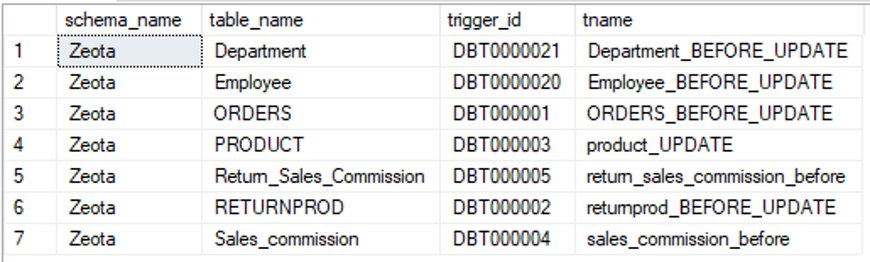 schema_name table_name trigger_id tname
1 Zeota Department DBT0000021 Department_BEFORE_UPDATE
2 Zeota Employee DBT0000020 Employee_BEFORE_UPDATE
3 Zeota ORDERS DBT000001 ORDERS_BEFORE_UPDATE
4 Zeota PRODUCT DBT000003 product_UPDATE
5 Zeota Return_Sales_Commission DBT000005 return_sales_commission_before
6 Zeota RETURNPROD DBT000002 returnprod_BEFORE_UPDATE
7 Zeota Sales_commission DBT000004 sales_commission_before